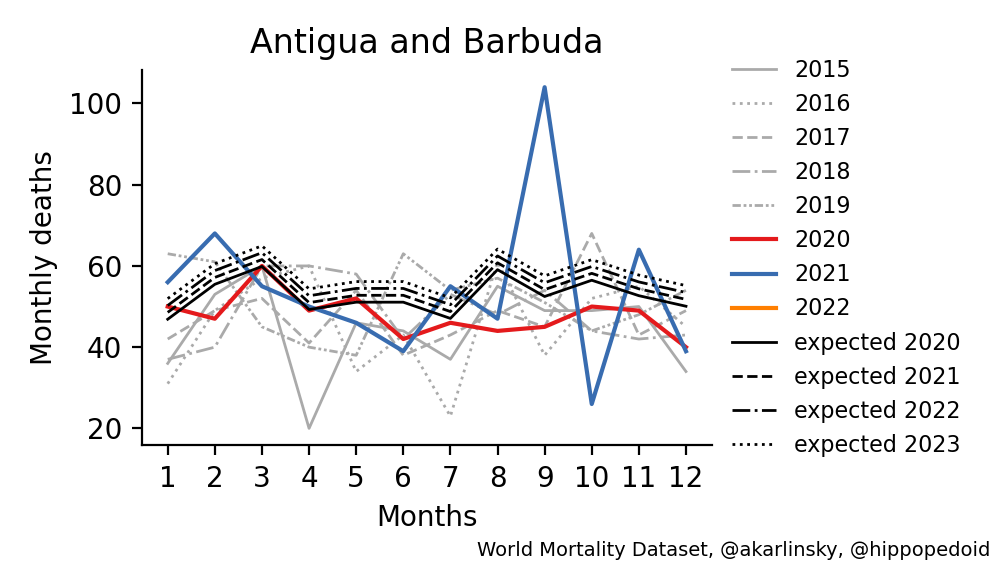 Antigua and Barbuda
Monthly deaths
100
80
60
40
20
1 2 3 4 5 6 7 8 9 10 11 12
Months
2015
2016
2017
2018
2019
2020
2021
2022
expected 2020
expected 2021
expected 2022
expected 2023
World Mortality Dataset, @akarlinsky, @hippopedoid